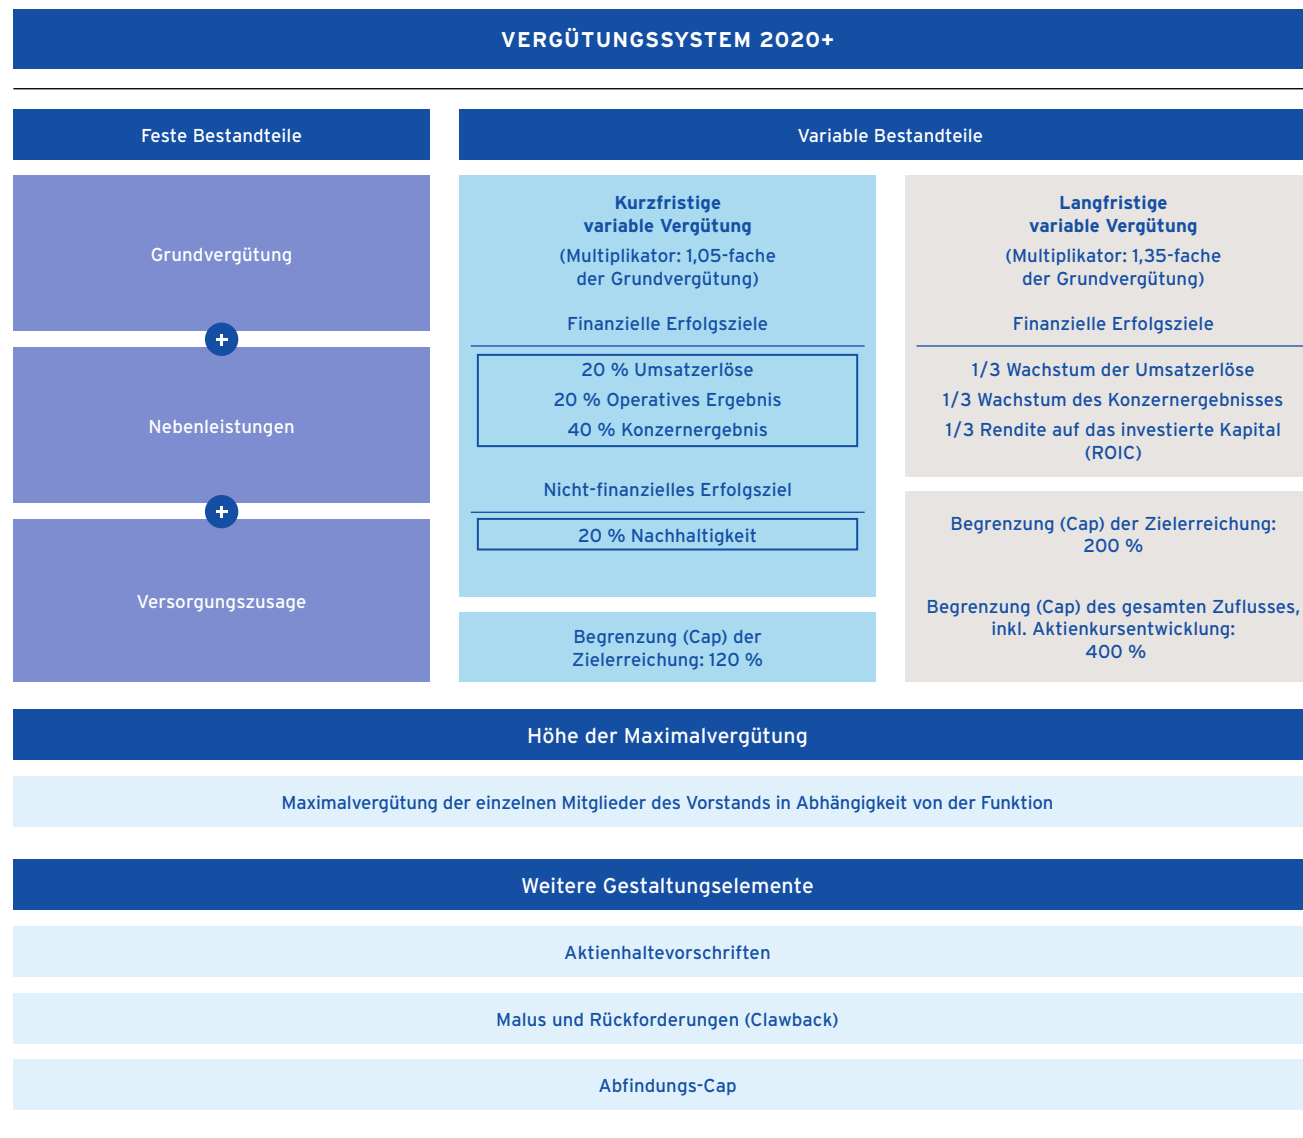 VERGÜTUNGSSYSTEM 2020+
Feste Bestandteile
Grundvergütung
+
Nebenleistungen
+
Versorgungszusage
Variable Bestandteile
Kurzfristige
variable Vergütung
(Multiplikator: 1,05-fache
der Grundvergütung)
Finanzielle Erfolgsziele
20 % Umsatzerlöse
20 % Operatives Ergebnis
40 % Konzernergebnis
Nicht-finanzielles Erfolgsziel
20 % Nachhaltigkeit
Begrenzung (Cap) der
Zielerreichung: 120 %
Langfristige
variable Vergütung
(Multiplikator: 1,35-fache
der Grundvergütung)
Finanzielle Erfolgsziele
1/3 Wachstum der Umsatzerlöse
1/3 Wachstum des Konzernergebnisses
1/3 Rendite auf das investierte Kapital
(ROIC)
Begrenzung (Cap) der Zielerreichung:
200 %
Begrenzung (Cap) des gesamten Zuflusses,
inkl. Aktienkursentwicklung:
400 %
Höhe der Maximalvergütung
Maximalvergütung der einzelnen Mitglieder des Vorstands in Abhängigkeit von der Funktion
Weitere Gestaltungselemente
Aktienhaltevorschriften
Malus und Rückforderungen (Clawback)
Abfindungs-Cap